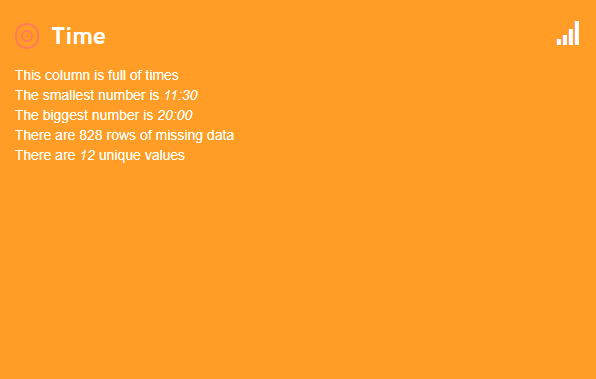 Time
This column is full of times
The smallest number is 11:30
The biggest number is 20:00
There are 828 rows of missing data
There are 12 unique values